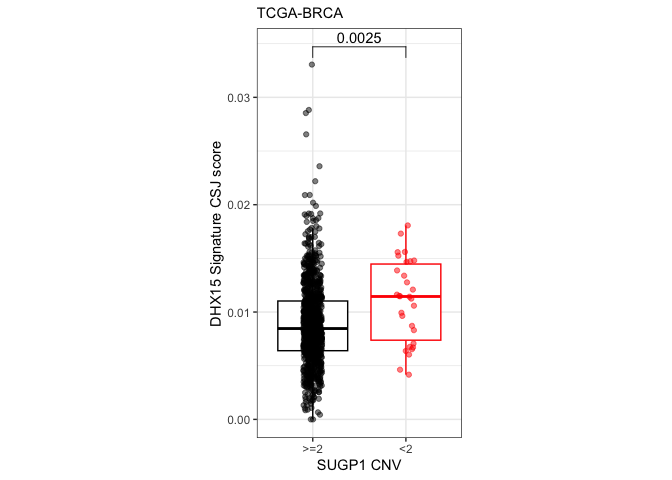 TCGA-BRCA
0.0025
0.03
0.02
0.01
0.00
DHX15 Signature CSJ score
>=2 <2
SUGP1 CNV